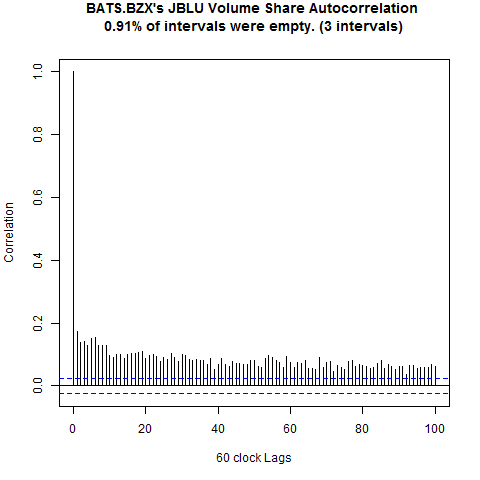 BATS.BZX's JBLU Volume Share Autocorrelation
0.91% of intervals were empty. (3 intervals)
Correlation
1.0
0.8
0.6
0.4
0.2
0.0
0 20 40 60 80 100
60 clock Lags